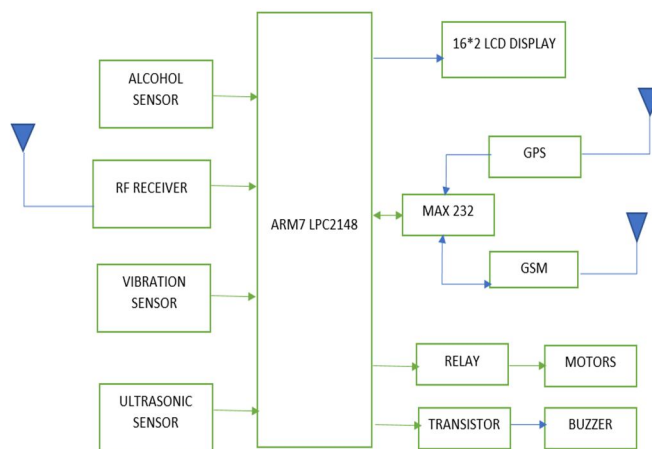 16*2 LCD DISPLAY
ALCOHOL
SENSOR
GPS
RF RECEIVER
MAX 232
ARM7 LPC2148
GSM
VIBRATION
SENSOR
RELAY
MOTORS
ULTRASONIC
SENSOR
TRANSISTOR
BUZZER